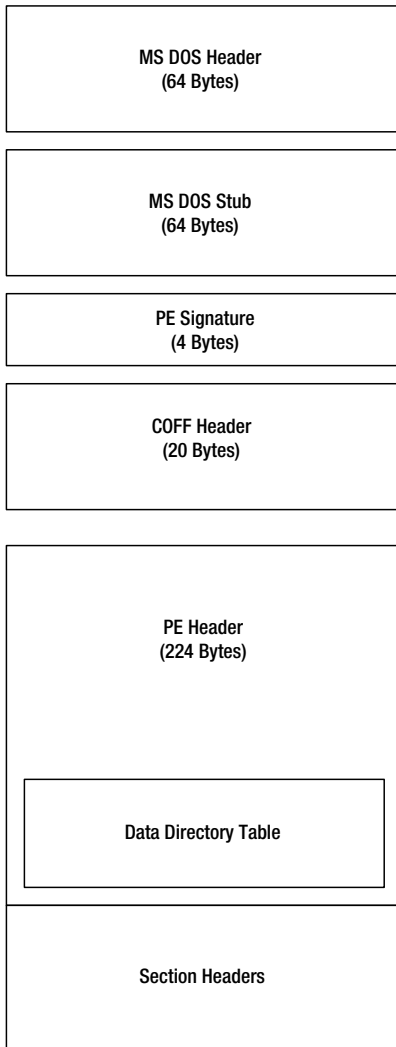 MS DOS Header
(64 Bytes)
MS DOS Stub
(64 Bytes)
PE Signature
(4 Bytes)
COFF Header
(20 Bytes)
PE Header
(224 Bytes)
Data Directory Table
Section Headers